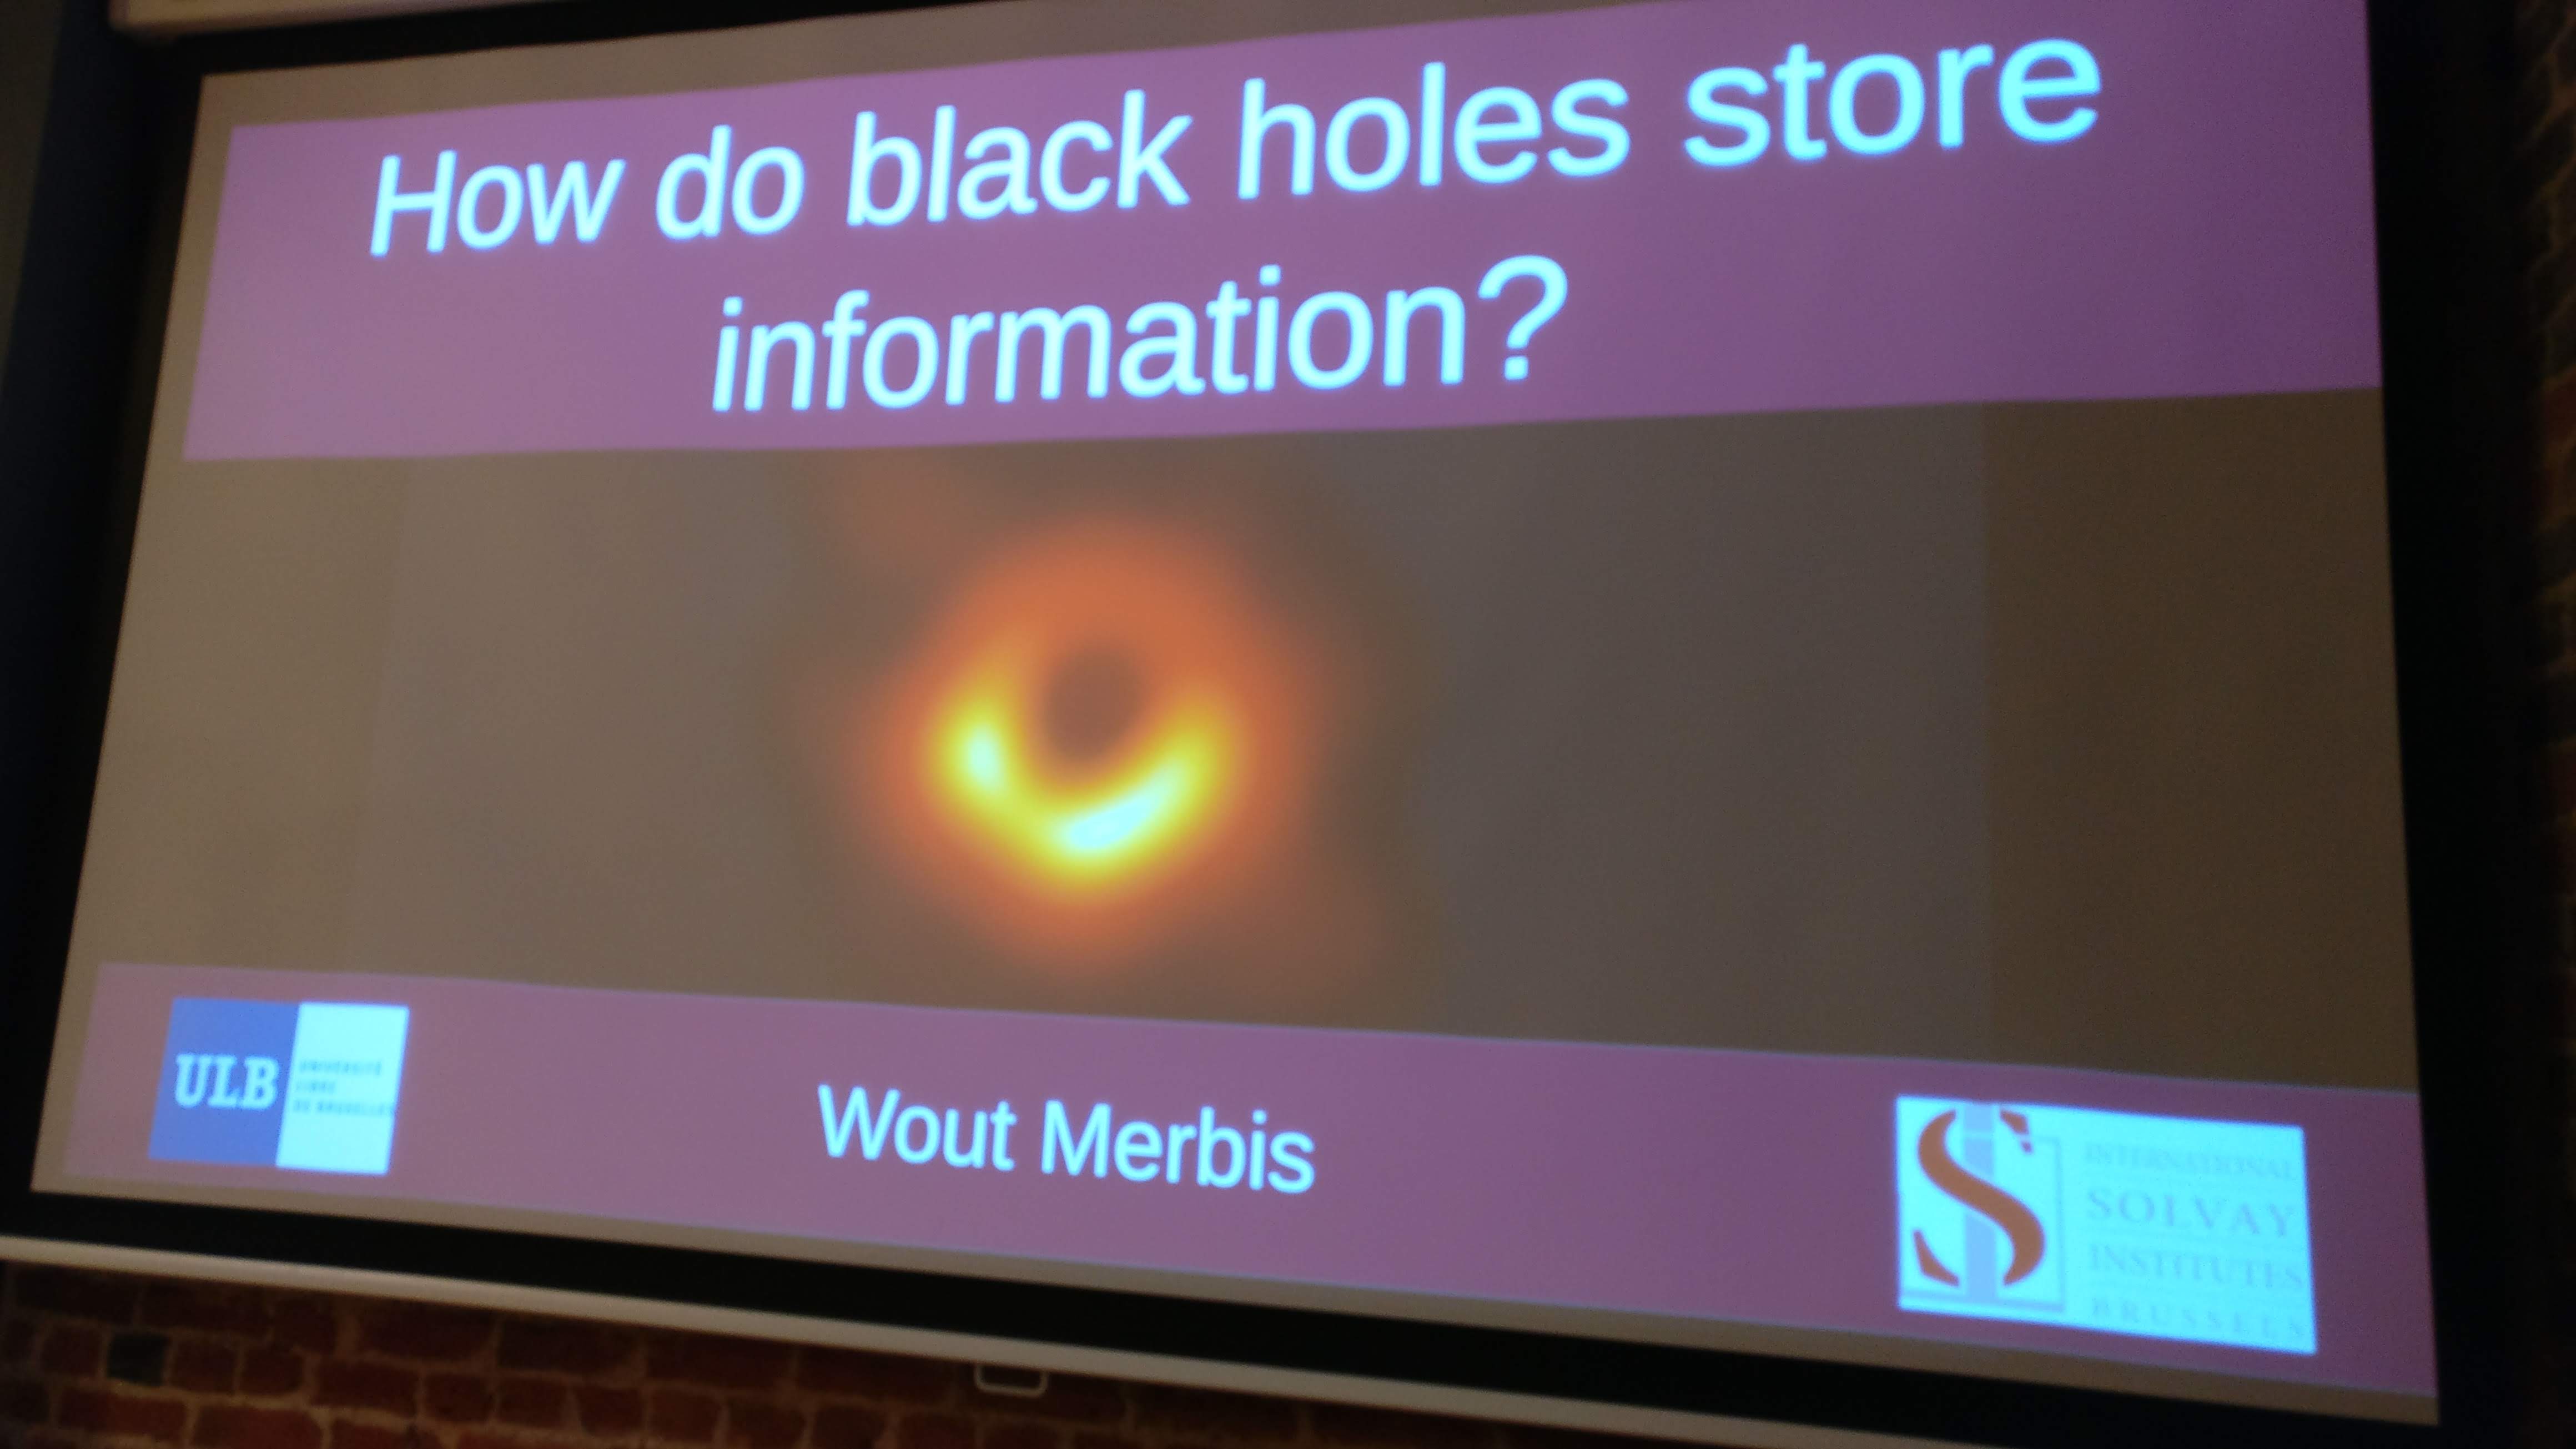 How do black holes store
information?
ULB
UNIVERSITÉ
LIBRE
DE BRUXELLES
Wout Merbis
INTERNATIONAL
SOLVAY
INSTITUTES
BRUSSELS